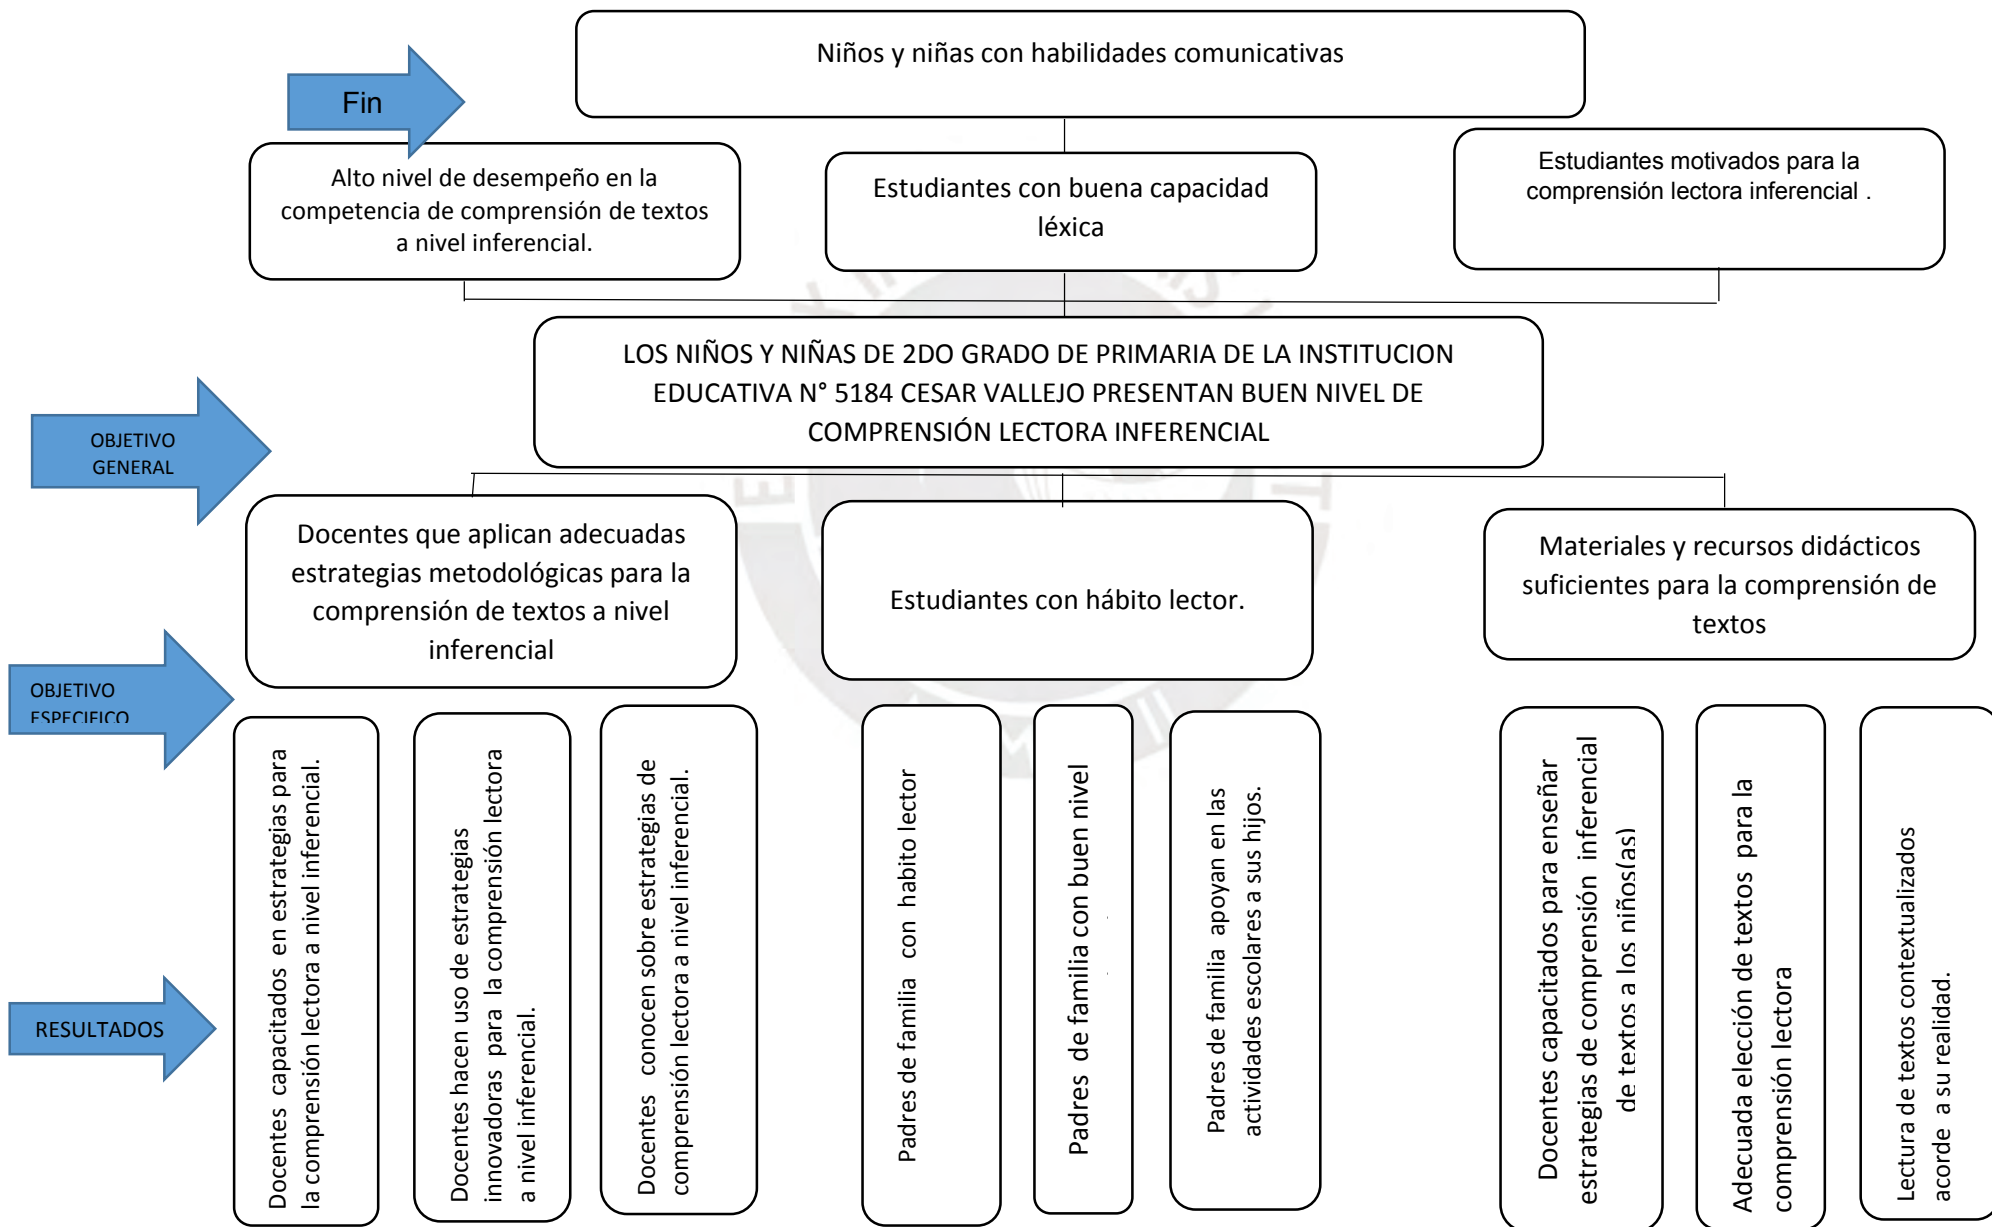 Niños y niñas con habilidades comunicativas
Fin
Alto nivel de desempeño en la
competencia de comprensión de textos
a nivel inferencial.
Estudiantes con buena capacidad
léxica
Estudiantes motivados para la
comprensión lectora inferencial .
LOS NIÑOS Y NIÑAS DE 2DO GRADO DE PRIMARIA DE LA INSTITUCION
EDUCATIVA N° 5184 CESAR VALLEJO PRESENTAN BUEN NIVEL DE
COMPRENSIÓN LECTORA INFERENCIAL
OBJETIVO
GENERAL
Docentes que aplican adecuadas
estrategias metodológicas para la
comprensión de textos a nivel
inferencial
Estudiantes con hábito lector.
Materiales y recursos didácticos
suficientes para la comprensión de
textos
OBJETIVO
ESPECIFICO
Docentes capacitados en estrategias para
la comprensión lectora a nivel inferencial.
Docentes hacen uso de estrategias
innovadoras para la comprensión lectora
a nivel inferencial.
Docentes conocen sobre estrategias de
comprensión lectora a nivel inferencial.
Padres de familia con habito lector
Padres de familia con buen nivel
Padres de familia apoyan en las
actividades escolares a sus hijos.
Docentes capacitados para enseñar
estrategias de comprensión inferencial
de textos a los niños(as)
Adecuada elección de textos para la
comprensión lectora
Lectura de textos contextualizados
acorde a su realidad.
RESULTADOS